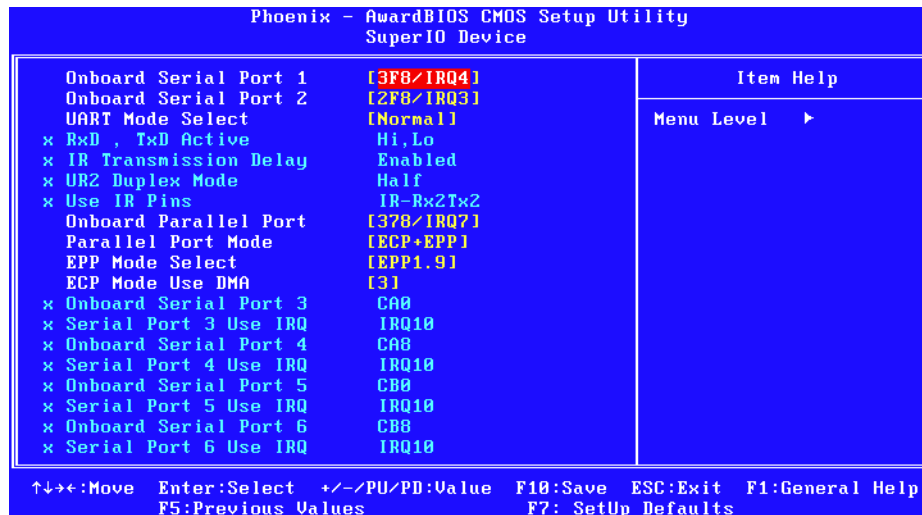 Phoenix - AwardBIOS CMOS Setup Utility
SuperIO Device
Onboard Serial Port 1 [3F8/IRQ4]
Onboard Serial Port 2 [2F8/IRQ3]
UART Mode Select [Normal]
x RxD , TxD Active Hi,Lo
x IR Transmission Delay Enabled
x UR2 Duplex Mode Half
x Use IR Pins IR-Rx2Tx2
Onboard Parallel Port [378/IRQ7]
Parallel Port Mode [ECP+EPP]
EPP Mode Select [EPP1.9]
ECP Mode Use DMA [3]
x Onboard Serial Port 3 CA0
x Serial Port 3 Use IRQ IRQ10
x Onboard Serial Port 4 CA8
x Serial Port 4 Use IRQ IRQ10
x Onboard Serial Port 5 CB0
x Serial Port 5 Use IRQ IRQ10
x Onboard Serial Port 6 CB8
x Serial Port 6 Use IRQ IRQ10
Item Help
Menu Level ▶
↑↓→←:Move Enter:Select +/-/PU/PD:Value F10:Save ESC:Exit F1:General Help
F5:Previous Values F7: SetUp Defaults